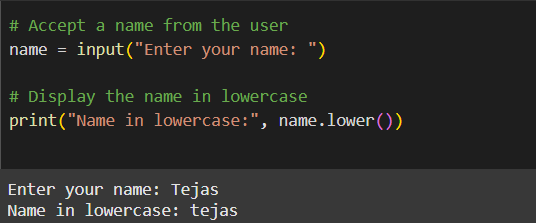 # Accept a name from the user
name = input("Enter your name: ")
# Display the name in lowercase
print("Name in lowercase:", name.lower())
Enter your name: Tejas
Name in lowercase: tejas